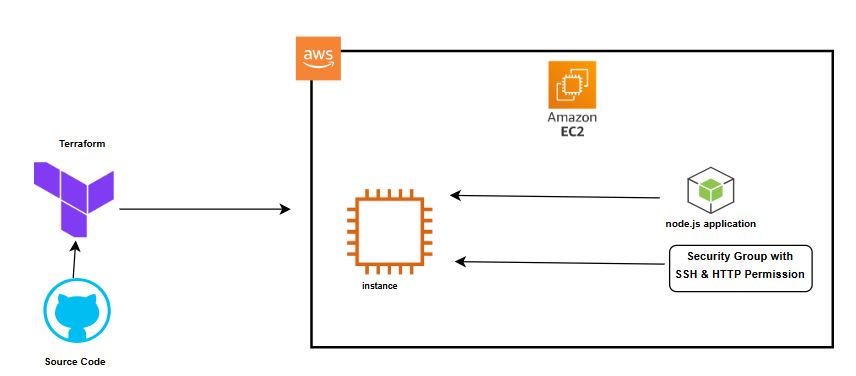 aws
Amazon
EC2
Terraform
node.js application
Security Group with
SSH & HTTP Permission
instance
Source Code